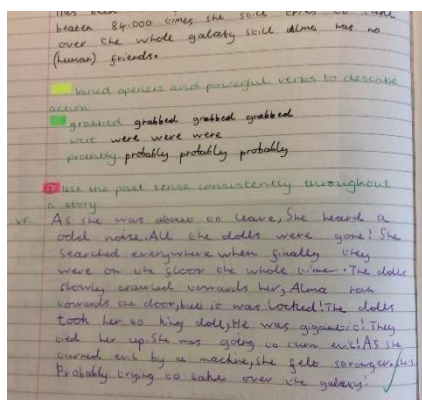 beaten 84.000 times she still tries to take
over the whole galaxy still Alma has no
(human) friends.
Varied openers and powerful verbs to describe
action
grabbed grabbed grabbed grabbed
were were were were
probably probably probably probably
Use the past tense consistently throughout
a story
VF. As she was about to leave, She heard a
odd noise. All the dolls were gone! She
Searched everywhere when finally they
were on the floor the whole time. The dolls
slowly crawled towards her, Alma ran
towards the door, but it was locked! The dolls
took her to king doll, He was gigantic! They
tied her up. She was going to turn evil! As she
turned evil by a machine, she felt stronger.
Probably trying to take over the galaxy!